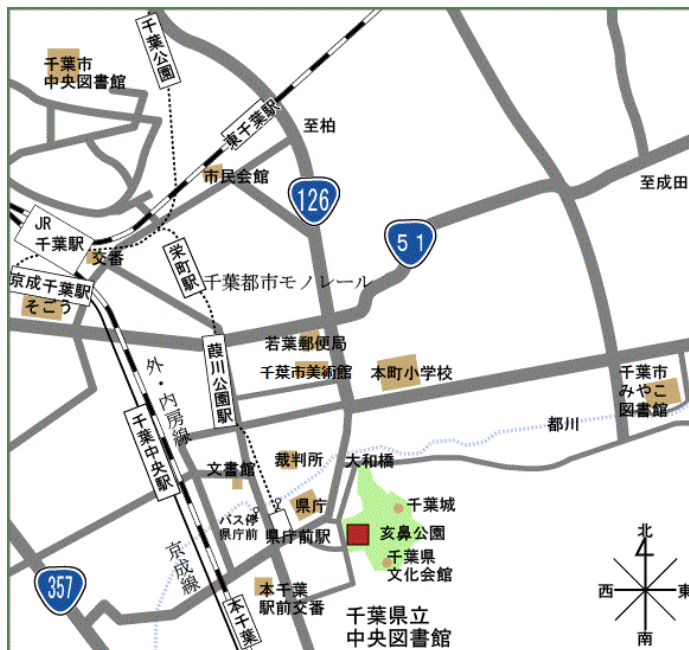 千葉公園
千葉市
中央図書館
東千葉駅
至柏
市民会館
126
至成田
51
JR
千葉駅
交番
栄町駅
千葉都市モノレール
京成千葉駅
そごう
若葉郵便局
千葉市美術館
本町小学校
葭川公園駅
外・内房線
千葉市
みやこ
図書館
都川
千葉中央駅
文書館
裁判所
大和橋
千葉城
県庁
バス停
県庁前
県庁前駅
亥鼻公園
千葉県
文化会館
京成線
357
本千葉
本千葉
駅前交番
千葉県立
中央図書館
北
西
東
南